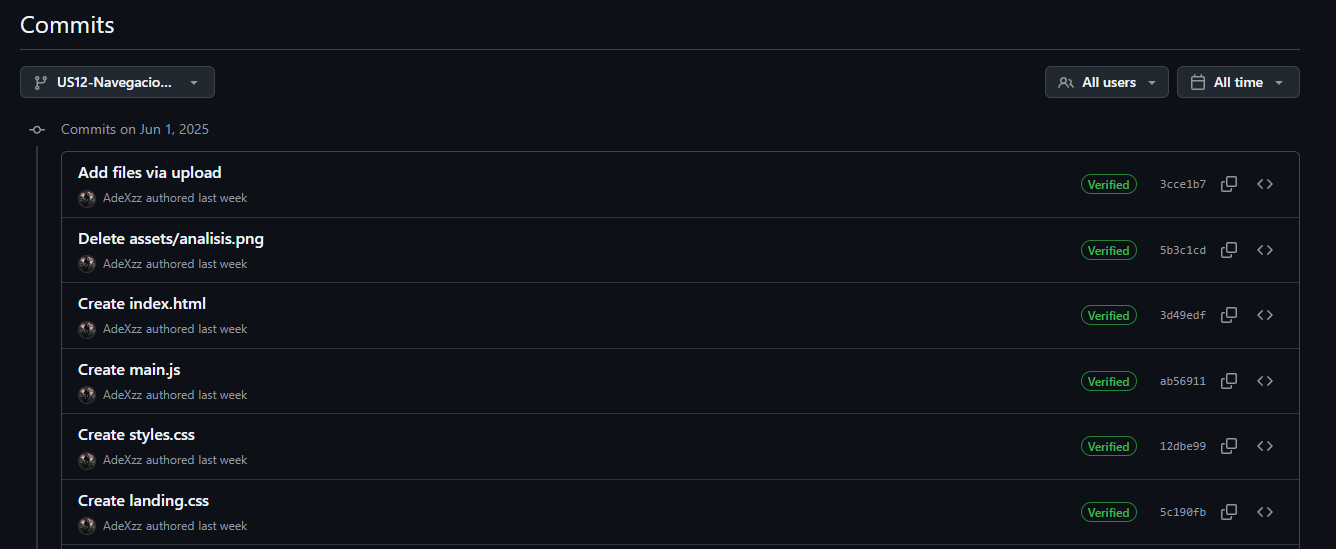 Commits
US12-Navegacio...
All users
All time
Commits on Jun 1, 2025
Add files via upload
Verified
3cce1b7
AdeXzz authored last week
Delete assets/analisis.png
Verified
5b3c1cd
AdeXzz authored last week
Create index.html
Verified
3d49edf
AdeXzz authored last week
Create main.js
Verified
ab56911
AdeXzz authored last week
Create styles.css
Verified
12dbe99
AdeXzz authored last week
Create landing.css
Verified
5c190fb
AdeXzz authored last week